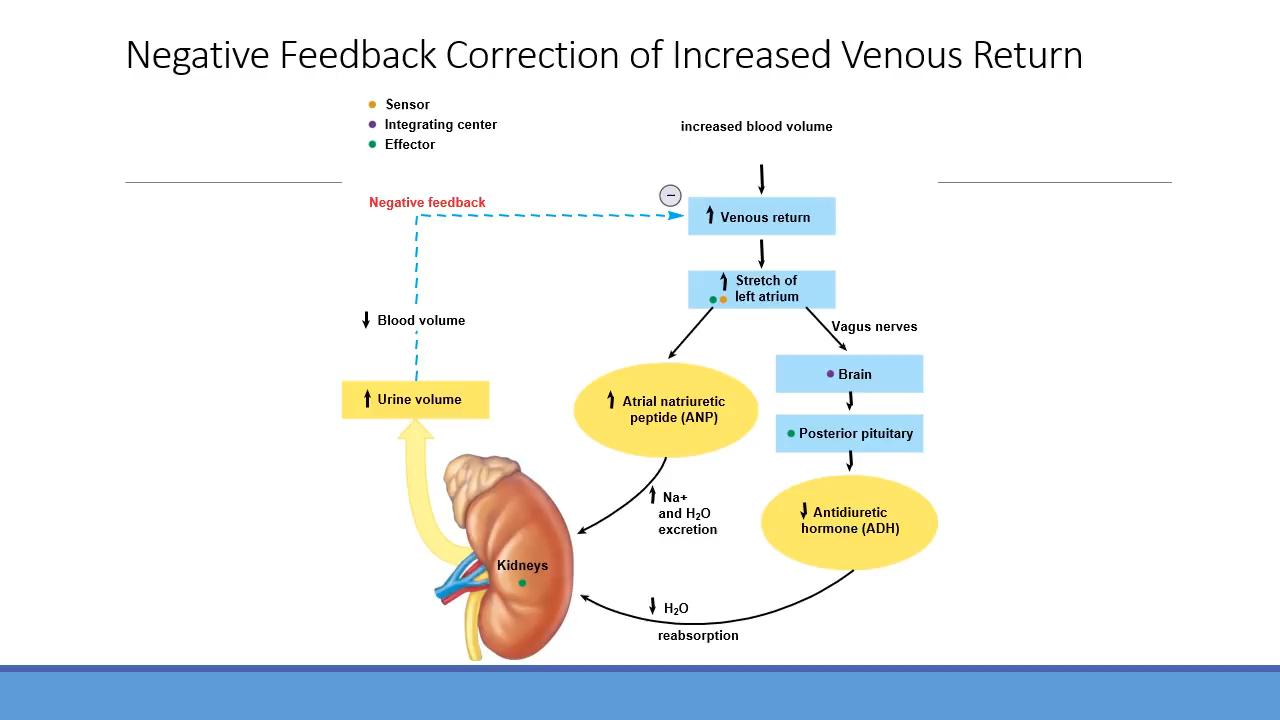 Negative Feedback Correction of Increased Venous Return
Sensor
Integrating center
Effector
increased blood volume
Negative feedback
−
Venous return
Stretch of
left atrium
Vagus nerves
Blood volume
Brain
Urine volume
Atrial natriuretic
peptide (ANP)
Posterior pituitary
Na+
and H₂O
excretion
Antidiuretic
hormone (ADH)
Kidneys
H₂O
reabsorption